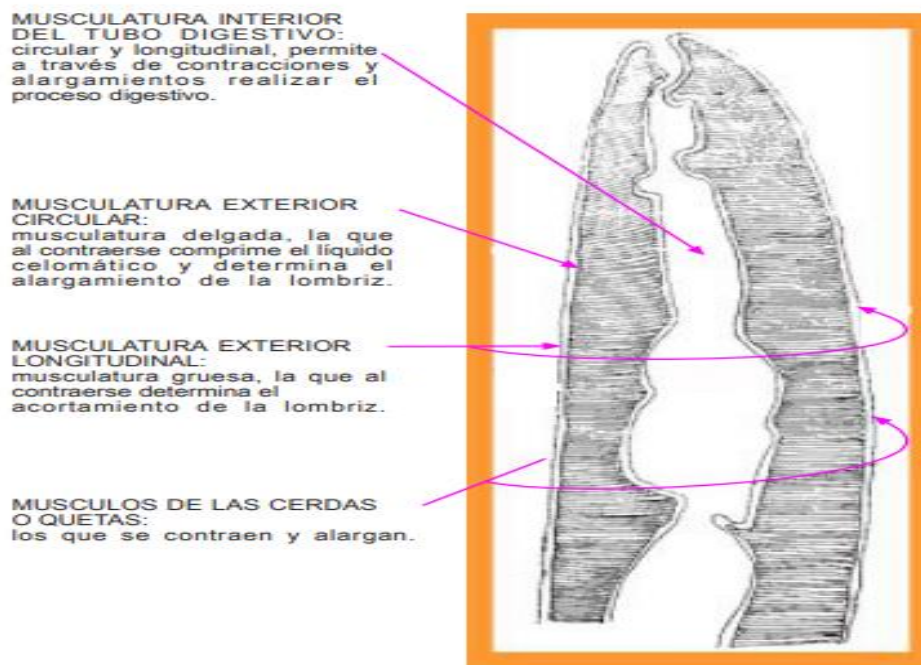 MUSCULATURA INTERIOR
DEL TUBO DIGESTIVO:
circular y longitudinal, permite
a través de contracciones y
alargamientos realizar el
proceso digestivo.
MUSCULATURA EXTERIOR
CIRCULAR:
musculatura delgada, la que
al contraerse comprime el líquido
celomático y determina el
alargamiento de la lombriz.
MUSCULATURA EXTERIOR
LONGITUDINAL:
musculatura gruesa, la que al
contraerse determina el
acortamiento de la lombriz.
MUSCULOS DE LAS CERDAS
O QUETAS:
los que se contraen y alargan.